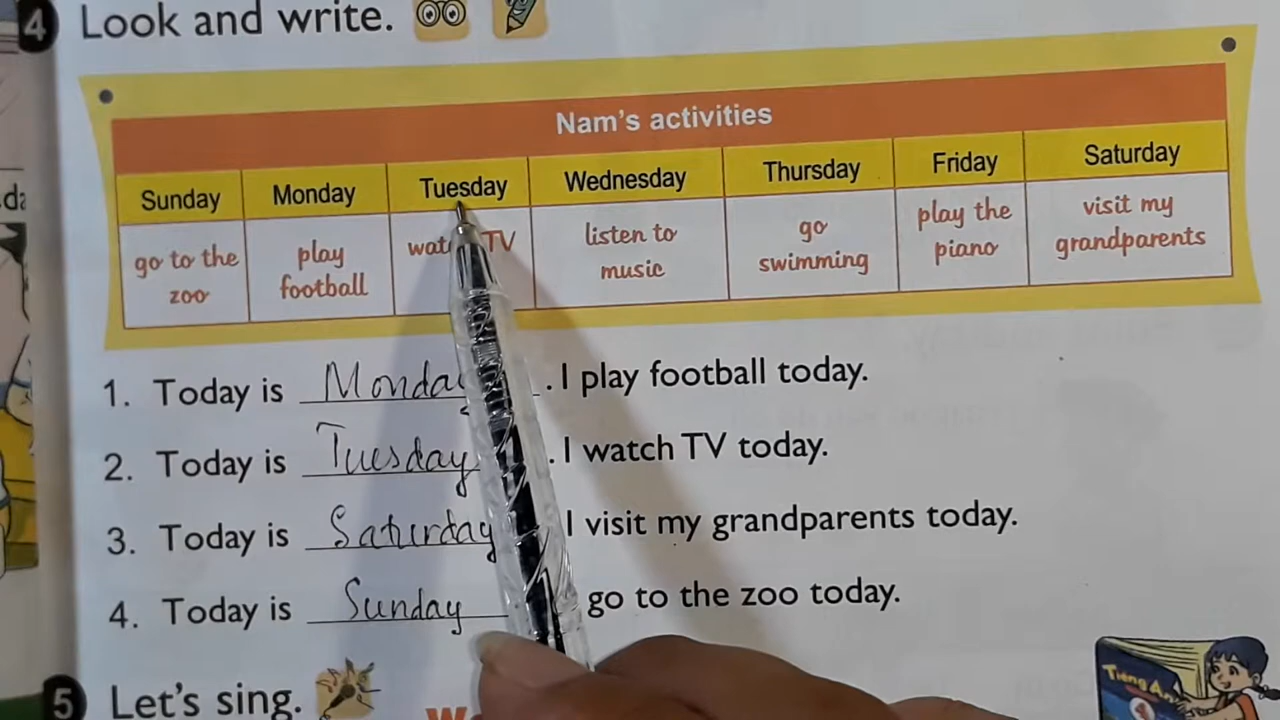 4 Look and write.
Nam's activities
Sunday Monday Tuesday Wednesday Thursday Friday Saturday
go to the zoo play football TV listen to music go swimming play the piano visit my grandparents
1. Today is Monday. I play football today.
2. Today is Tuesday. I watch TV today.
3. Today is Saturday I visit my grandparents today.
4. Today is Sunday go to the zoo today.
5 Let's sing.